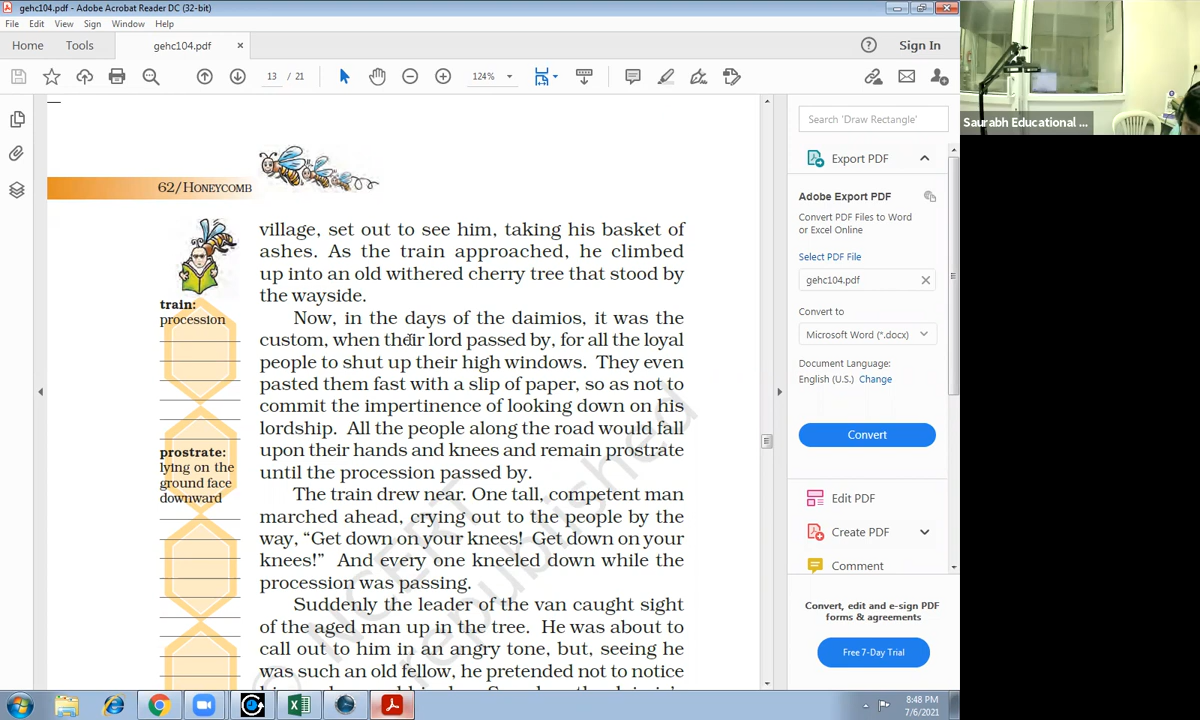 gehc104.pdf - Adobe Acrobat Reader DC (32-bit)
File Edit View Sign Window Help
Home Tools gehc104.pdf × Sign In
13 / 21 124%
62/HONEYCOMB
village, set out to see him, taking his basket of
ashes. As the train approached, he climbed
up into an old withered cherry tree that stood by
the wayside.
train:
procession
Now, in the days of the daimios, it was the
custom, when their lord passed by, for all the loyal
people to shut up their high windows. They even
pasted them fast with a slip of paper, so as not to
commit the impertinence of looking down on his
lordship. All the people along the road would fall
upon their hands and knees and remain prostrate
until the procession passed by.
prostrate:
lying on the
ground face
downward
The train drew near. One tall, competent man
marched ahead, crying out to the people by the
way, “Get down on your knees! Get down on your
knees!” And every one kneeled down while the
procession was passing.
Suddenly the leader of the van caught sight
of the aged man up in the tree. He was about to
call out to him in an angry tone, but, seeing he
was such an old fellow, he pretended not to notice
© NCERT
republished
Search 'Draw Rectangle'
Export PDF
Adobe Export PDF
Convert PDF Files to Word
or Excel Online
Select PDF File
gehc104.pdf
Convert to
Microsoft Word (*.docx)
Document Language:
English (U.S.) Change
Convert
Edit PDF
Create PDF
Comment
Convert, edit and e-sign PDF
forms & agreements
Free 7-Day Trial
Saurabh Educational ...
8:48 PM
7/6/2021